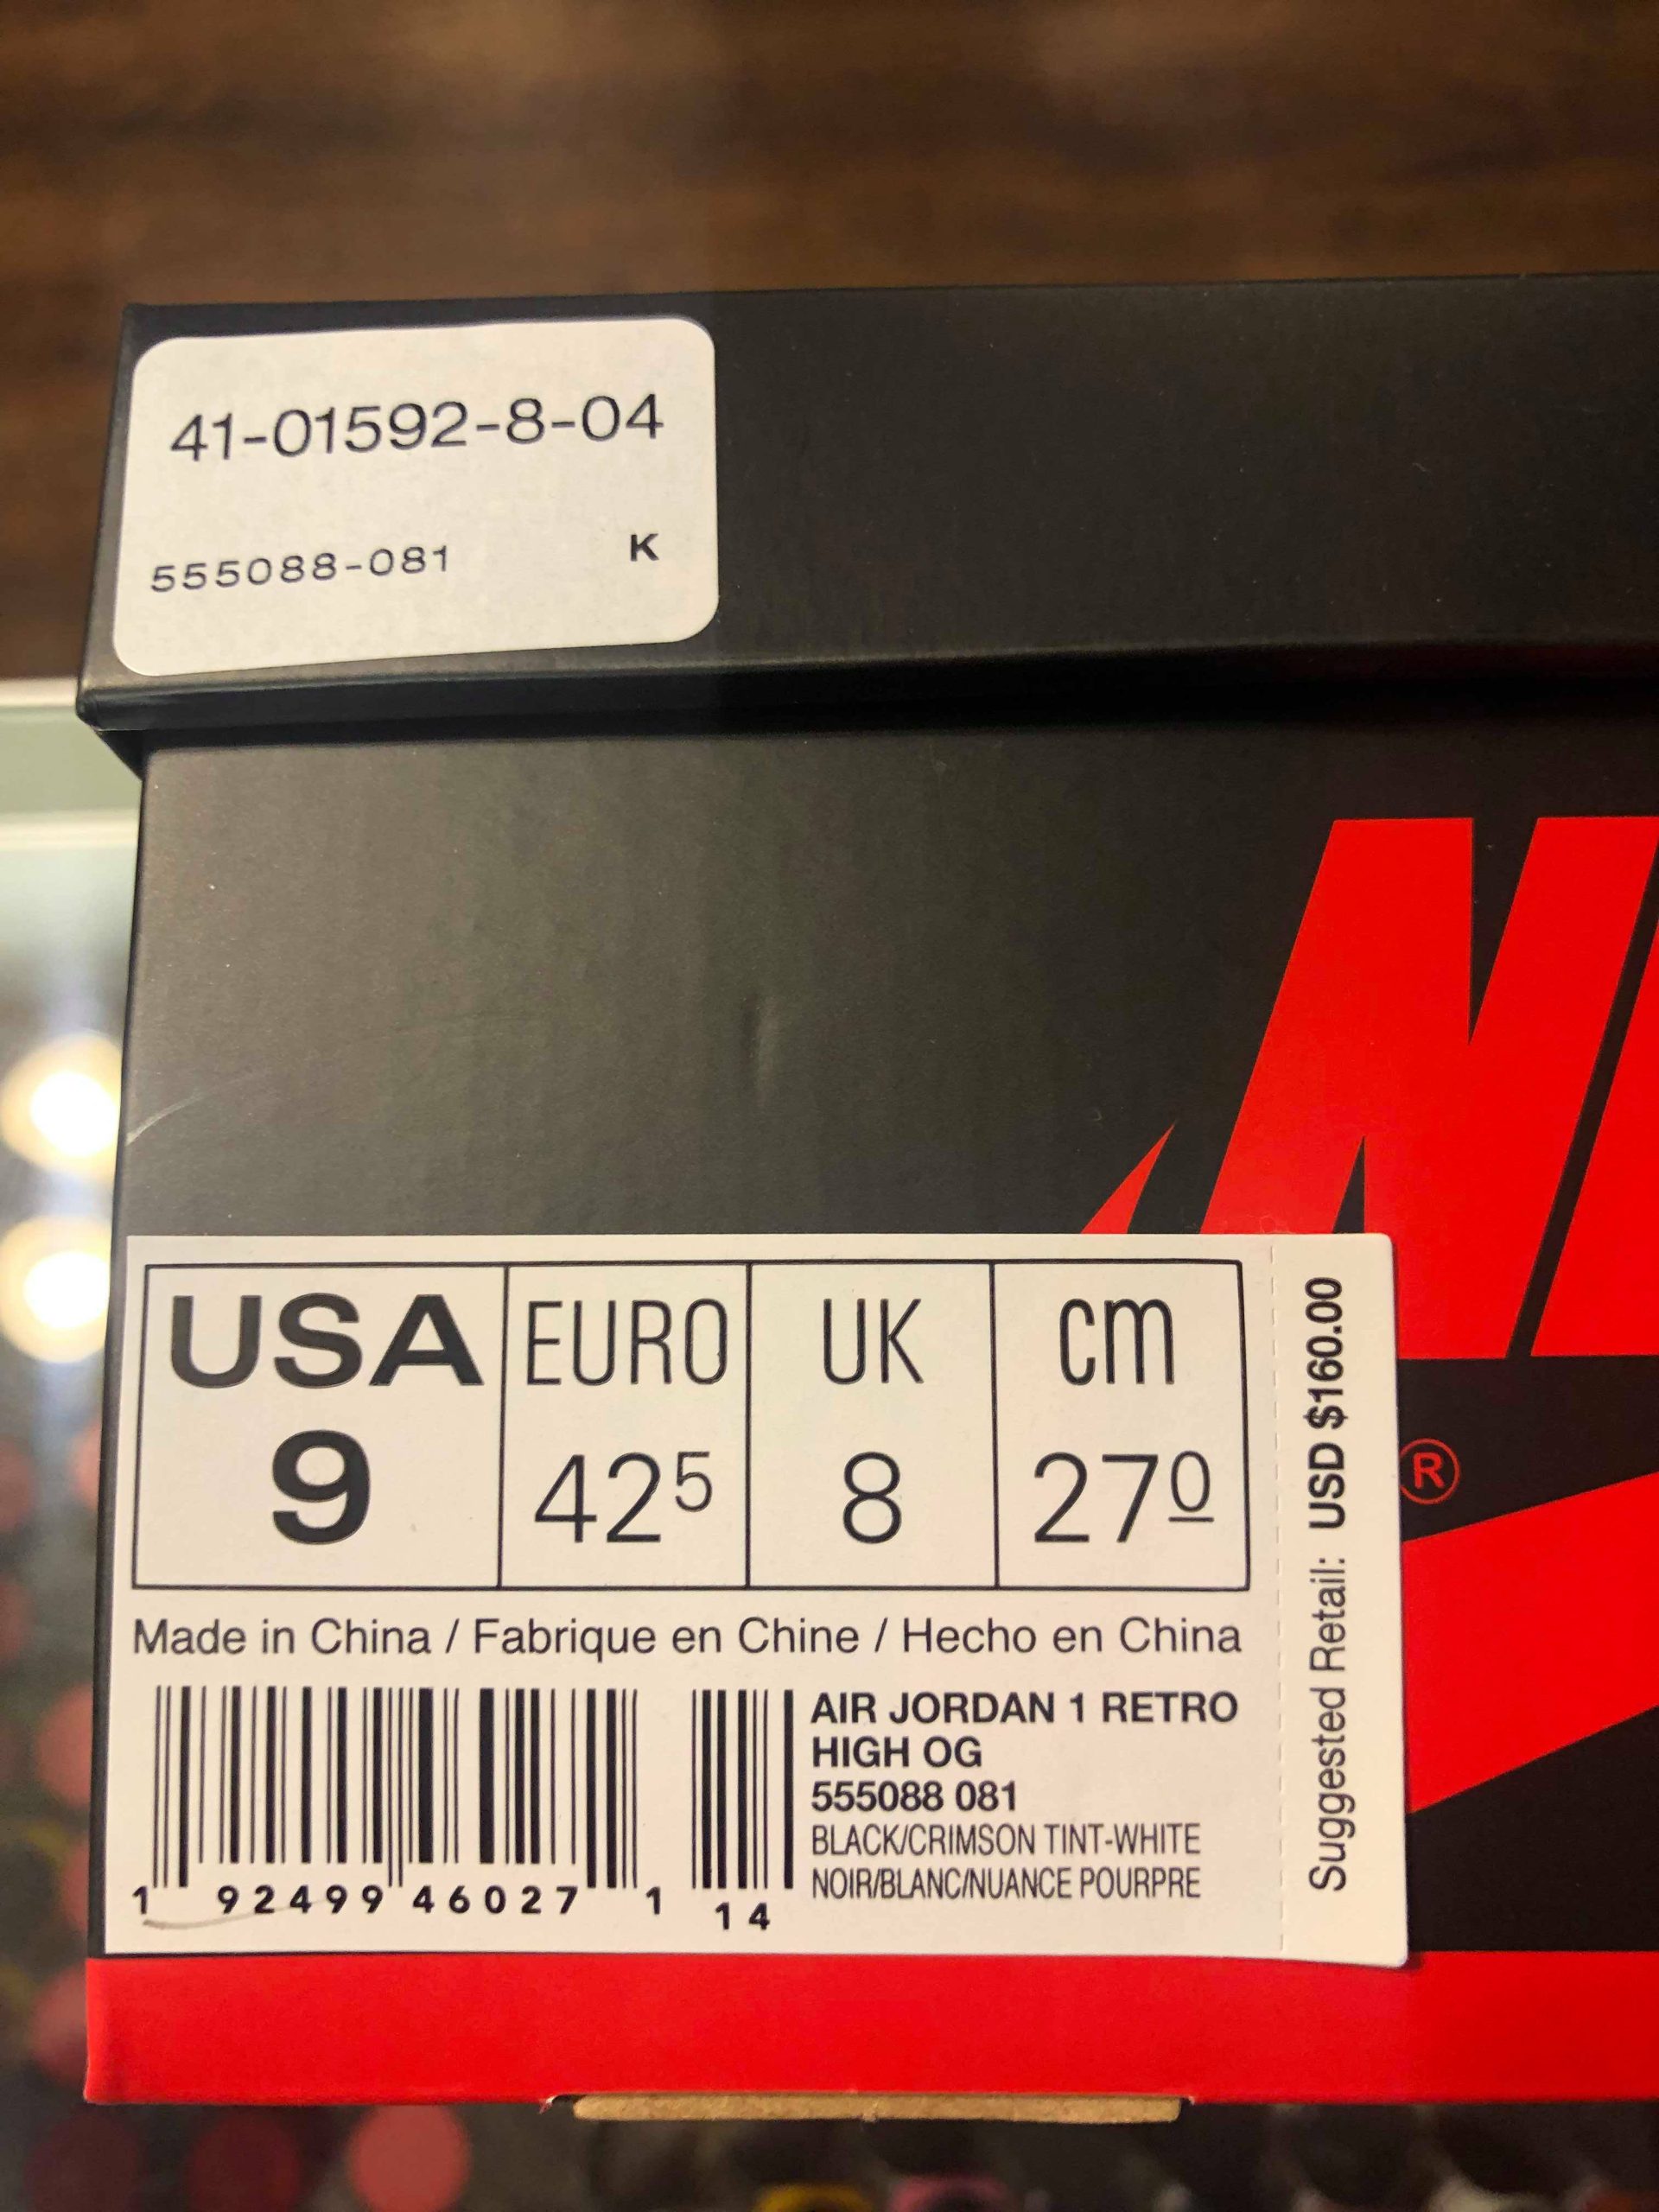 41-01592-8-04
555088-081 K
USA EURO UK cm
9 42⁵ 8 27⁰
Made in China / Fabrique en Chine / Hecho en China
AIR JORDAN 1 RETRO
HIGH OG
555088 081
BLACK/CRIMSON TINT-WHITE
NOIR/BLANC/NUANCE POURPRE
1 92499 46027 1 14
Suggested Retail: USD $160.00
®